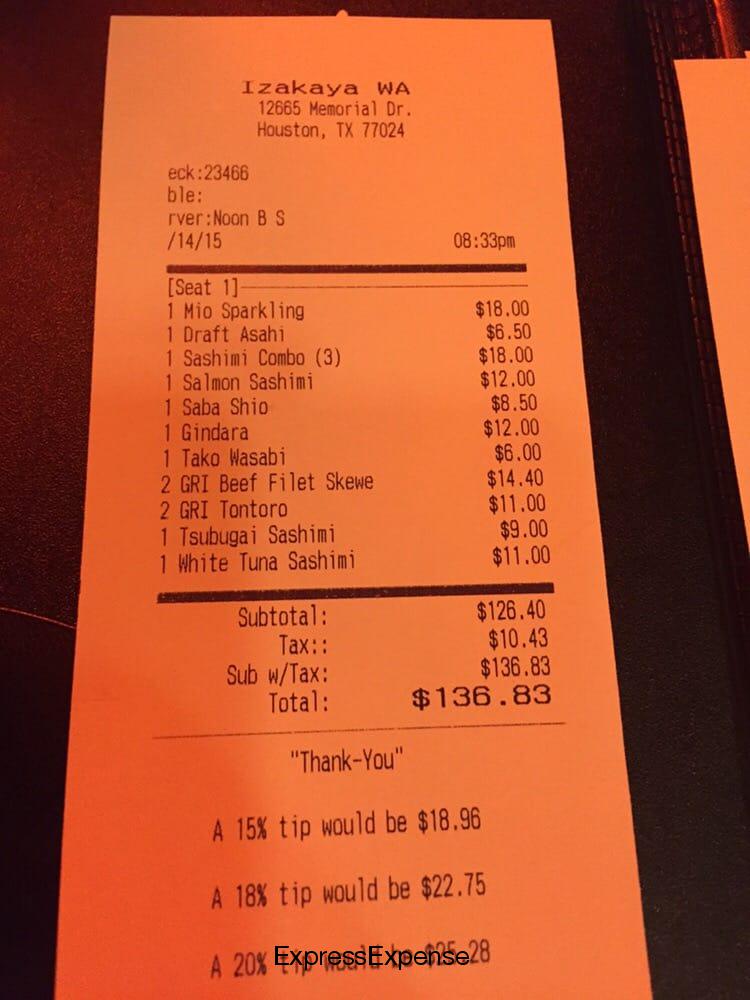 Izakaya WA
12665 Memorial Dr.
Houston, TX 77024
eck:23466
ble:
rver:Noon B S
/14/15 08:33pm
[Seat 1]
1 Mio Sparkling $18.00
1 Draft Asahi $6.50
1 Sashimi Combo (3) $18.00
1 Salmon Sashimi $12.00
1 Saba Shio $8.50
1 Gindara $12.00
1 Tako Wasabi $6.00
2 GRI Beef Filet Skewe $14.40
2 GRI Tontoro $11.00
1 Tsubugai Sashimi $9.00
1 White Tuna Sashimi $11.00
Subtotal: $126.40
Tax:: $10.43
Sub w/Tax: $136.83
Total: $136.83
"Thank-You"
A 15% tip would be $18.96
A 18% tip would be $22.75
A 20% tip would be $25.28
ExpressExpense